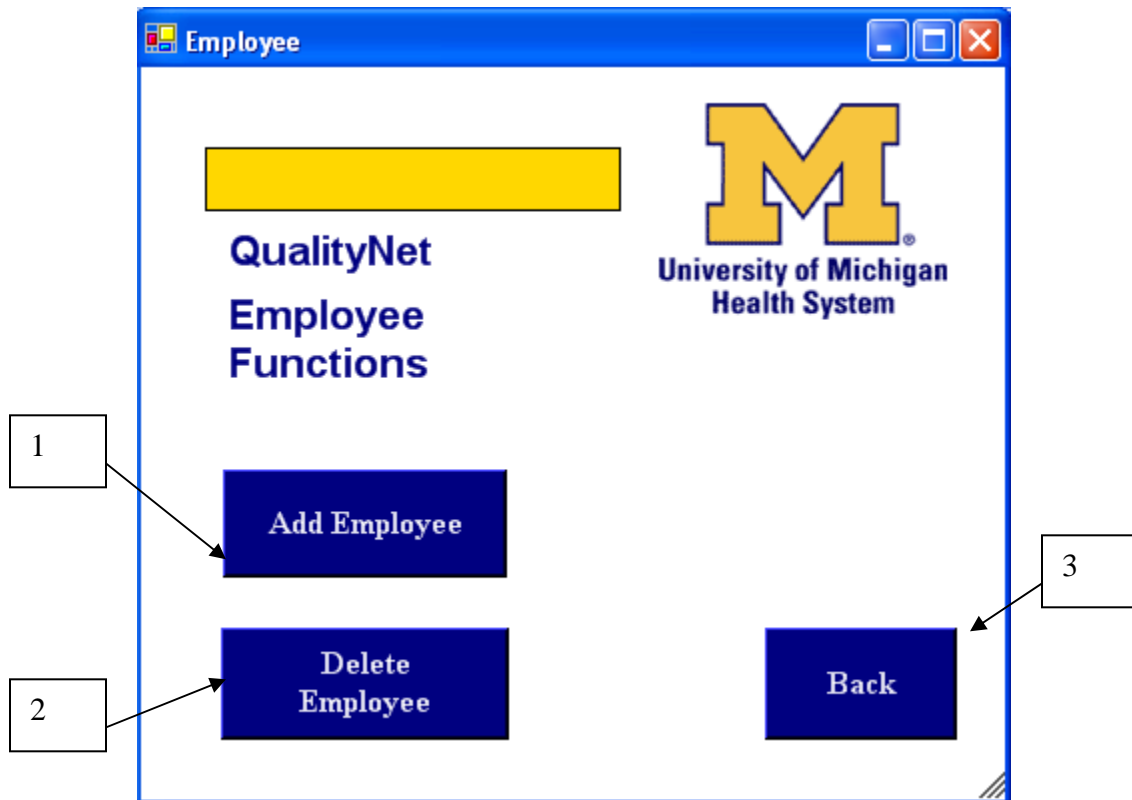 Employee
M
®
University of Michigan
Health System
QualityNet
Employee
Functions
1
Add Employee
3
Delete
Employee
Back
2